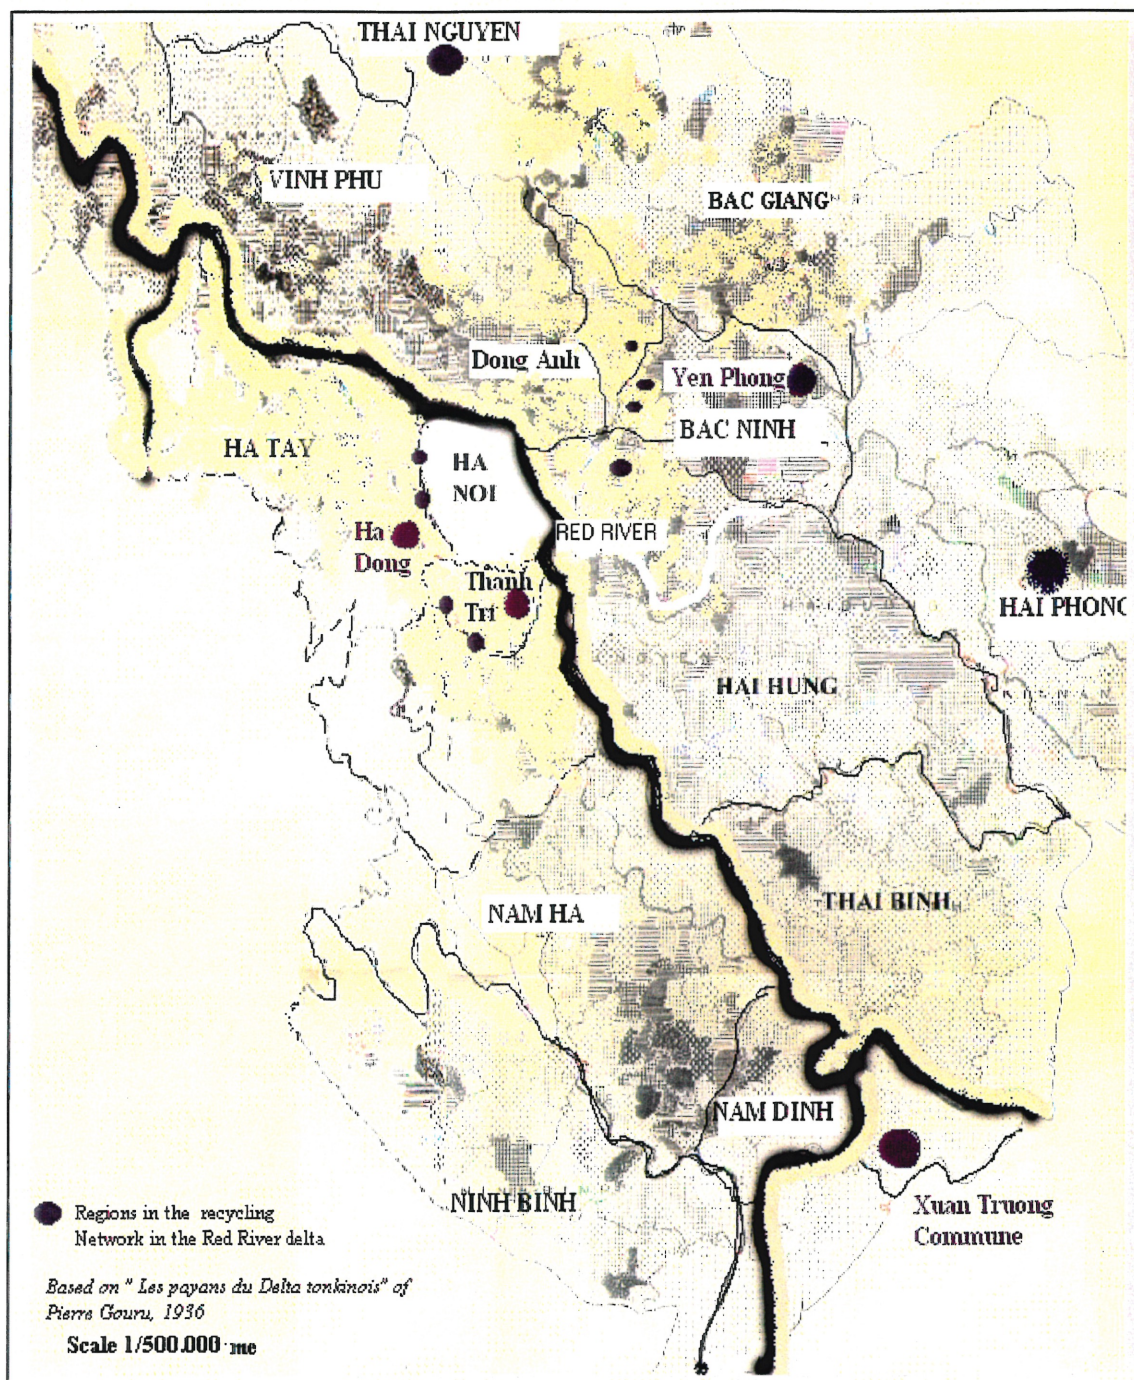 THAI NGUYEN
VINH PHU
BAC GIANG
Dong Anh
Yen Phong
BAC NINH
HA TAY
HA
NOI
Ha
Dong
RED RIVER
Thanh
Tri
HAI PHONG
HAI HUNG
THAI BINH
NAM HA
NAM DINH
NINH BINH
Xuan Truong
Commune
Regions in the recycling
Network in the Red River delta
Based on " Les payans du Delta tonkinois" of
Pierre Gouru, 1936
Scale 1/500.000 me